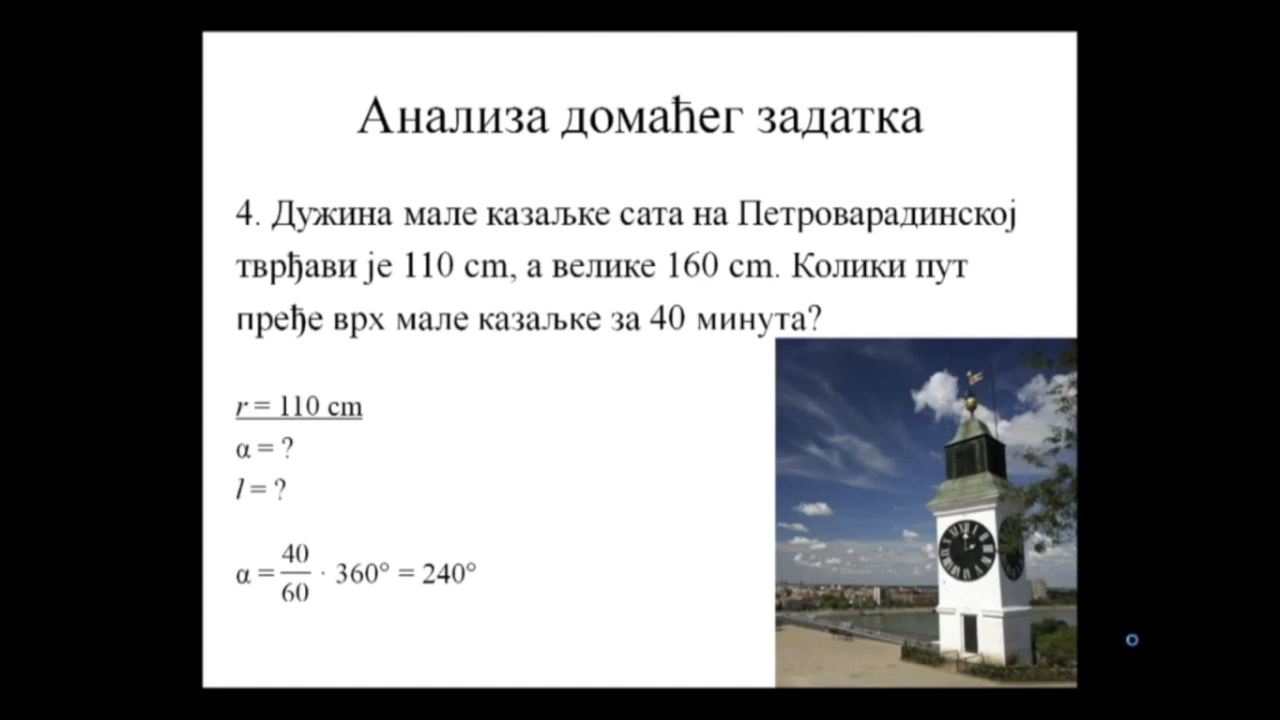 Анализа домаћег задатка
4. Дужина мале казаљке сата на Петроварадинској
тврђави је 110 cm, а велике 160 cm. Колики пут
пређе врх мале казаљке за 40 минута?
r = 110 cm
α = ?
l = ?
α = 40/60 · 360° = 240°